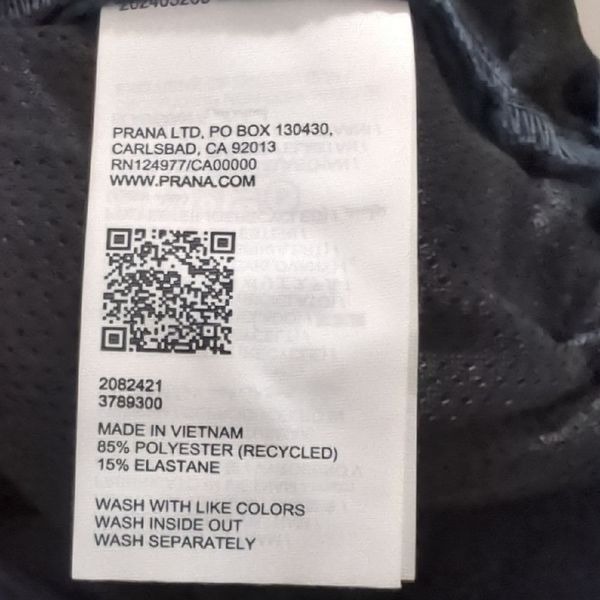 PRANA LTD, PO BOX 130430,
CARLSBAD, CA 92013
RN124977/CA00000
WWW.PRANA.COM
2082421
3789300
MADE IN VIETNAM
85% POLYESTER (RECYCLED)
15% ELASTANE
WASH WITH LIKE COLORS
WASH INSIDE OUT
WASH SEPARATELY